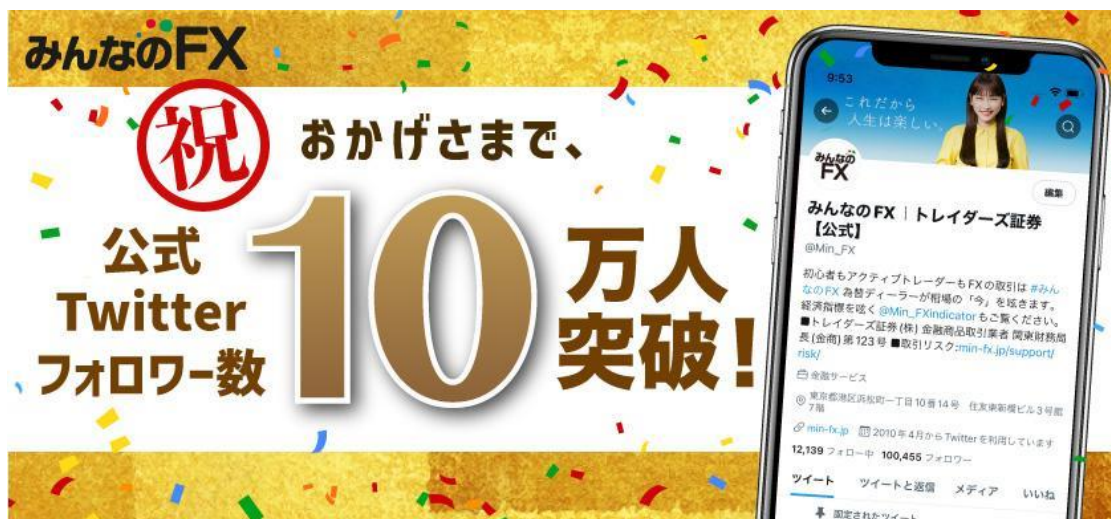 みんなのFX
祝
おかげさまで、
公式
Twitter
フォロワー数
10
万人
突破！
9:53
これだから
人生は楽しい。
みんなの
FX
編集
みんなのFX｜トレイダーズ証券
【公式】
@Min_FX
初心者もアクティブトレーダーもFXの取引は #みん
なのFX 為替ディーラーが相場の「今」を呟きます。
経済指標を呟く @Min_FXindicator もご覧ください。
■トレイダーズ証券(株) 金融商品取引業者 関東財務局
長(金商)第123号 ■取引リスク:min-fx.jp/support/
risk/
金融サービス
東京都港区浜松町一丁目10番14号 住友東新橋ビル3号館
7階
min-fx.jp 2010年4月からTwitterを利用しています
12,139 フォロー中 100,455 フォロワー
ツイート ツイートと返信 メディア いいね
固定されたツイート